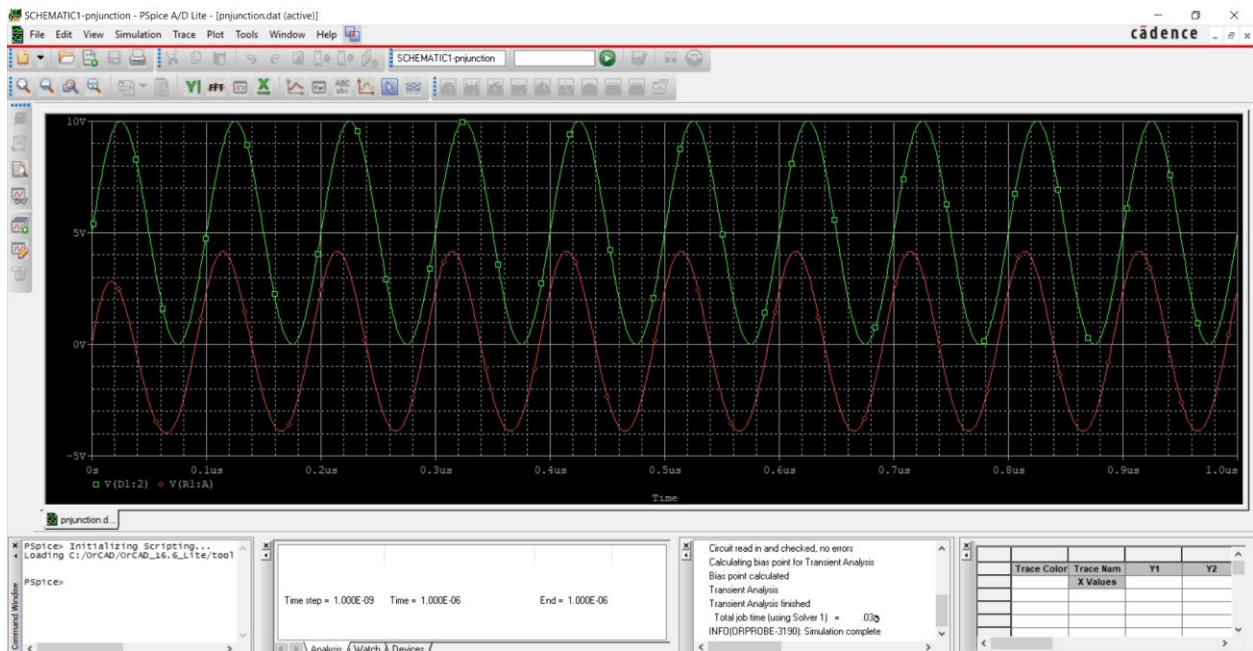 SCHEMATIC1-pnjunction - PSpice A/D Lite - [pnjunction.dat (active)]
File Edit View Simulation Trace Plot Tools Window Help
cādence
SCHEMATIC1-pnjunction
10V
5V
0V
-5V
0s 0.1us 0.2us 0.3us 0.4us 0.5us 0.6us 0.7us 0.8us 0.9us 1.0us
V(D1:2) V(R1:A)
Time
pnjunction.d...
Command Window
PSpice> Initializing Scripting...
Loading C:/OrCAD/OrCAD_16.6_Lite/tool
PSpice>
Time step = 1.000E-09 Time = 1.000E-06 End = 1.000E-06
Analysis Watch Devices
Circuit read in and checked, no errors
Calculating bias point for Transient Analysis
Bias point calculated
Transient Analysis
Transient Analysis finished
Total job time (using Solver 1) = .03
INFO(ORPROBE-3190): Simulation complete
Trace Color Trace Nam Y1 Y2
X Values